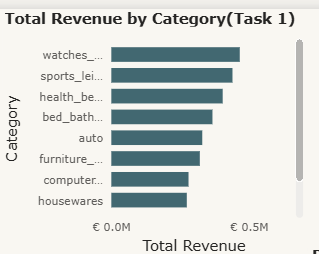 Total Revenue by Category(Task 1)
Category
watches_...
sports_lei...
health_be...
bed_bath...
auto
furniture_...
computer...
housewares
€ 0.0M € 0.5M
Total Revenue